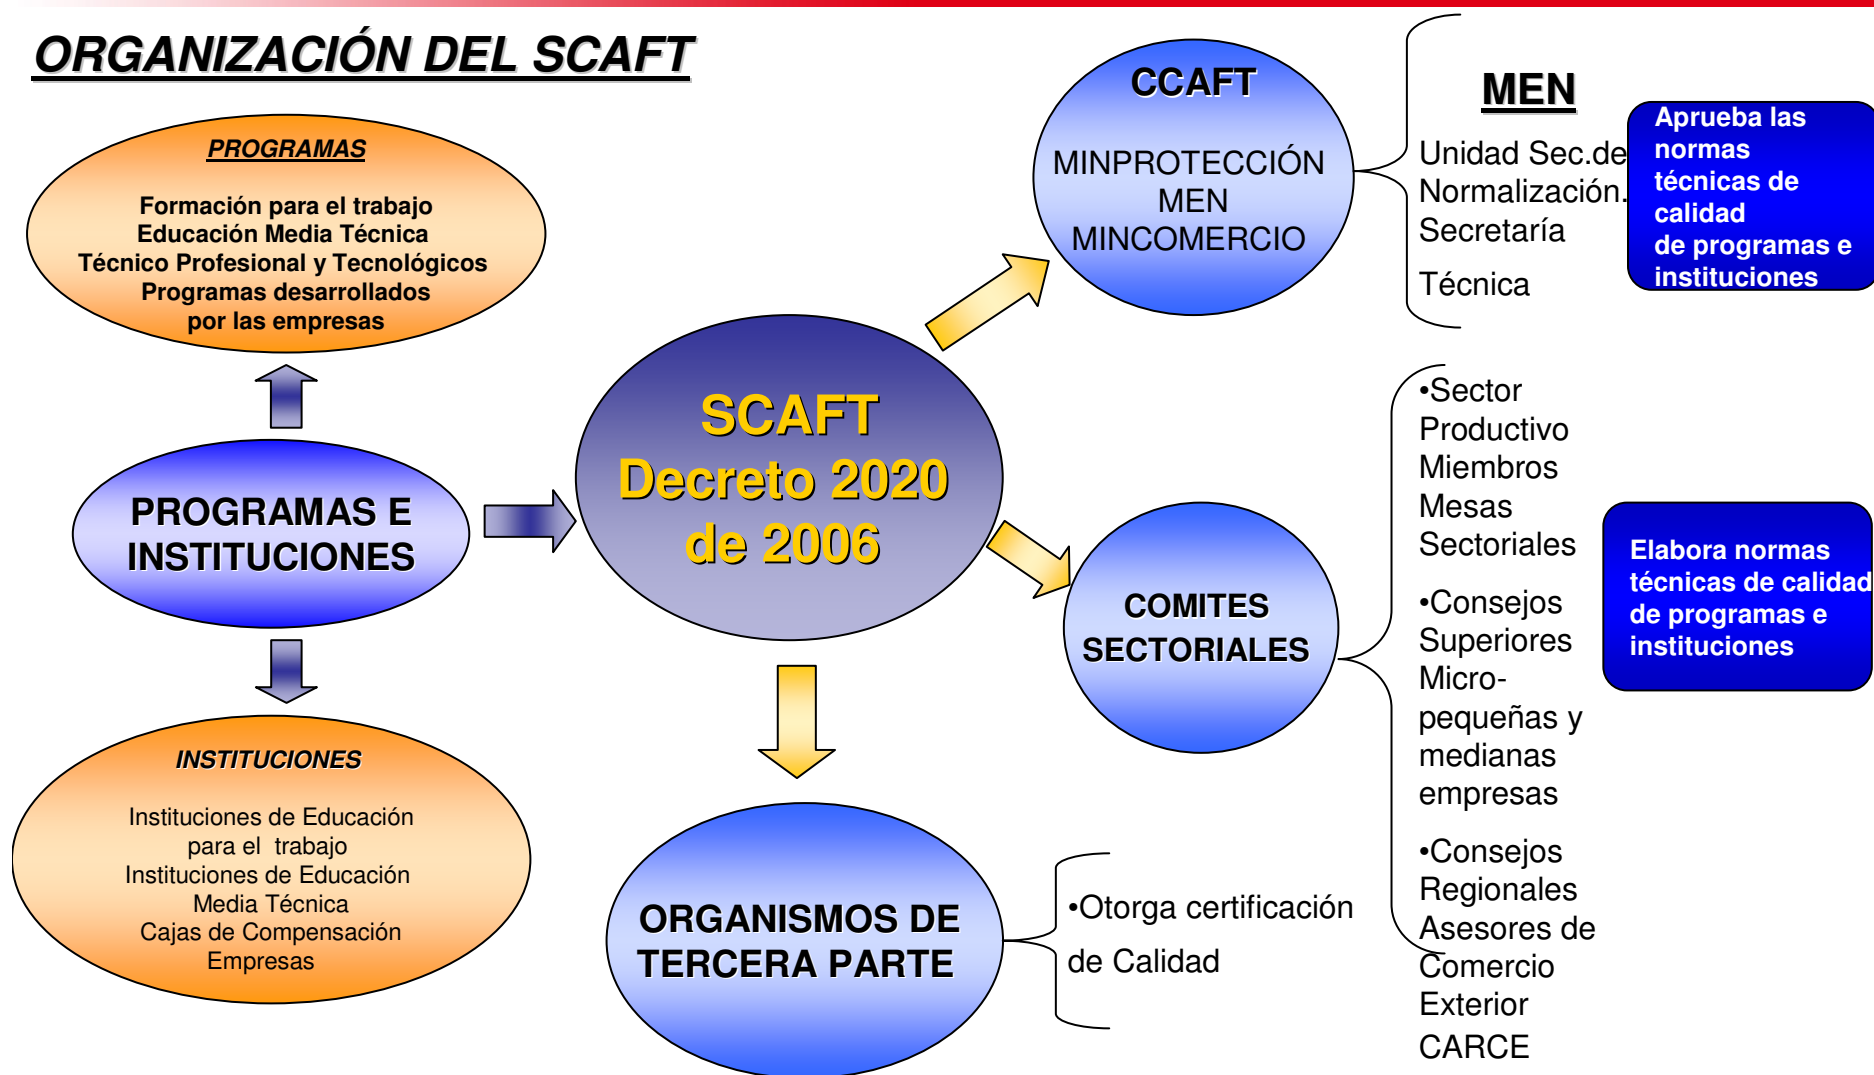 ORGANIZACIÓN DEL SCAFT
PROGRAMAS
Formación para el trabajo
Educación Media Técnica
Técnico Profesional y Tecnológicos
Programas desarrollados
por las empresas
PROGRAMAS E
INSTITUCIONES
INSTITUCIONES
Instituciones de Educación
para el trabajo
Instituciones de Educación
Media Técnica
Cajas de Compensación
Empresas
SCAFT
Decreto 2020
de 2006
CCAFT
MINPROTECCIÓN
MEN
MINCOMERCIO
MEN
Unidad Sec.de
Normalización.
Secretaría
Técnica
Aprueba las
normas
técnicas de
calidad
de programas e
instituciones
COMITES
SECTORIALES
•Sector
Productivo
Miembros
Mesas
Sectoriales
•Consejos
Superiores
Micro-
pequeñas y
medianas
empresas
•Consejos
Regionales
Asesores de
Comercio
Exterior
CARCE
Elabora normas
técnicas de calidad
de programas e
instituciones
ORGANISMOS DE
TERCERA PARTE
•Otorga certificación
de Calidad